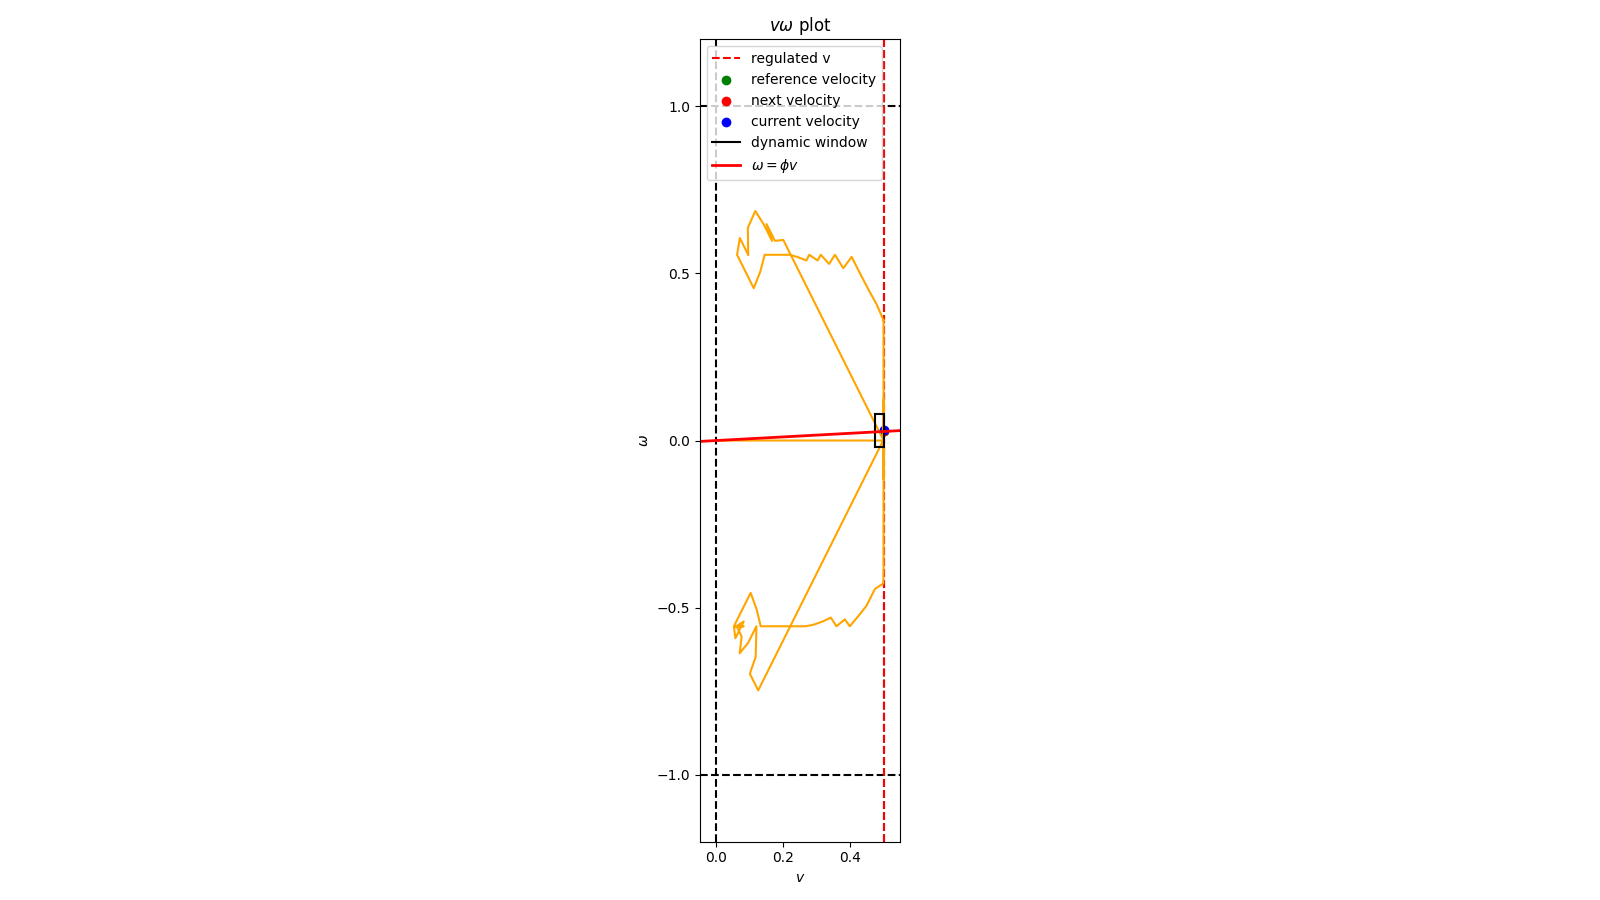 vω plot
regulated v
reference velocity
next velocity
current velocity
dynamic window
ω = ϕv
1.0
0.5
0.0
−0.5
−1.0
ω
0.0 0.2 0.4
v